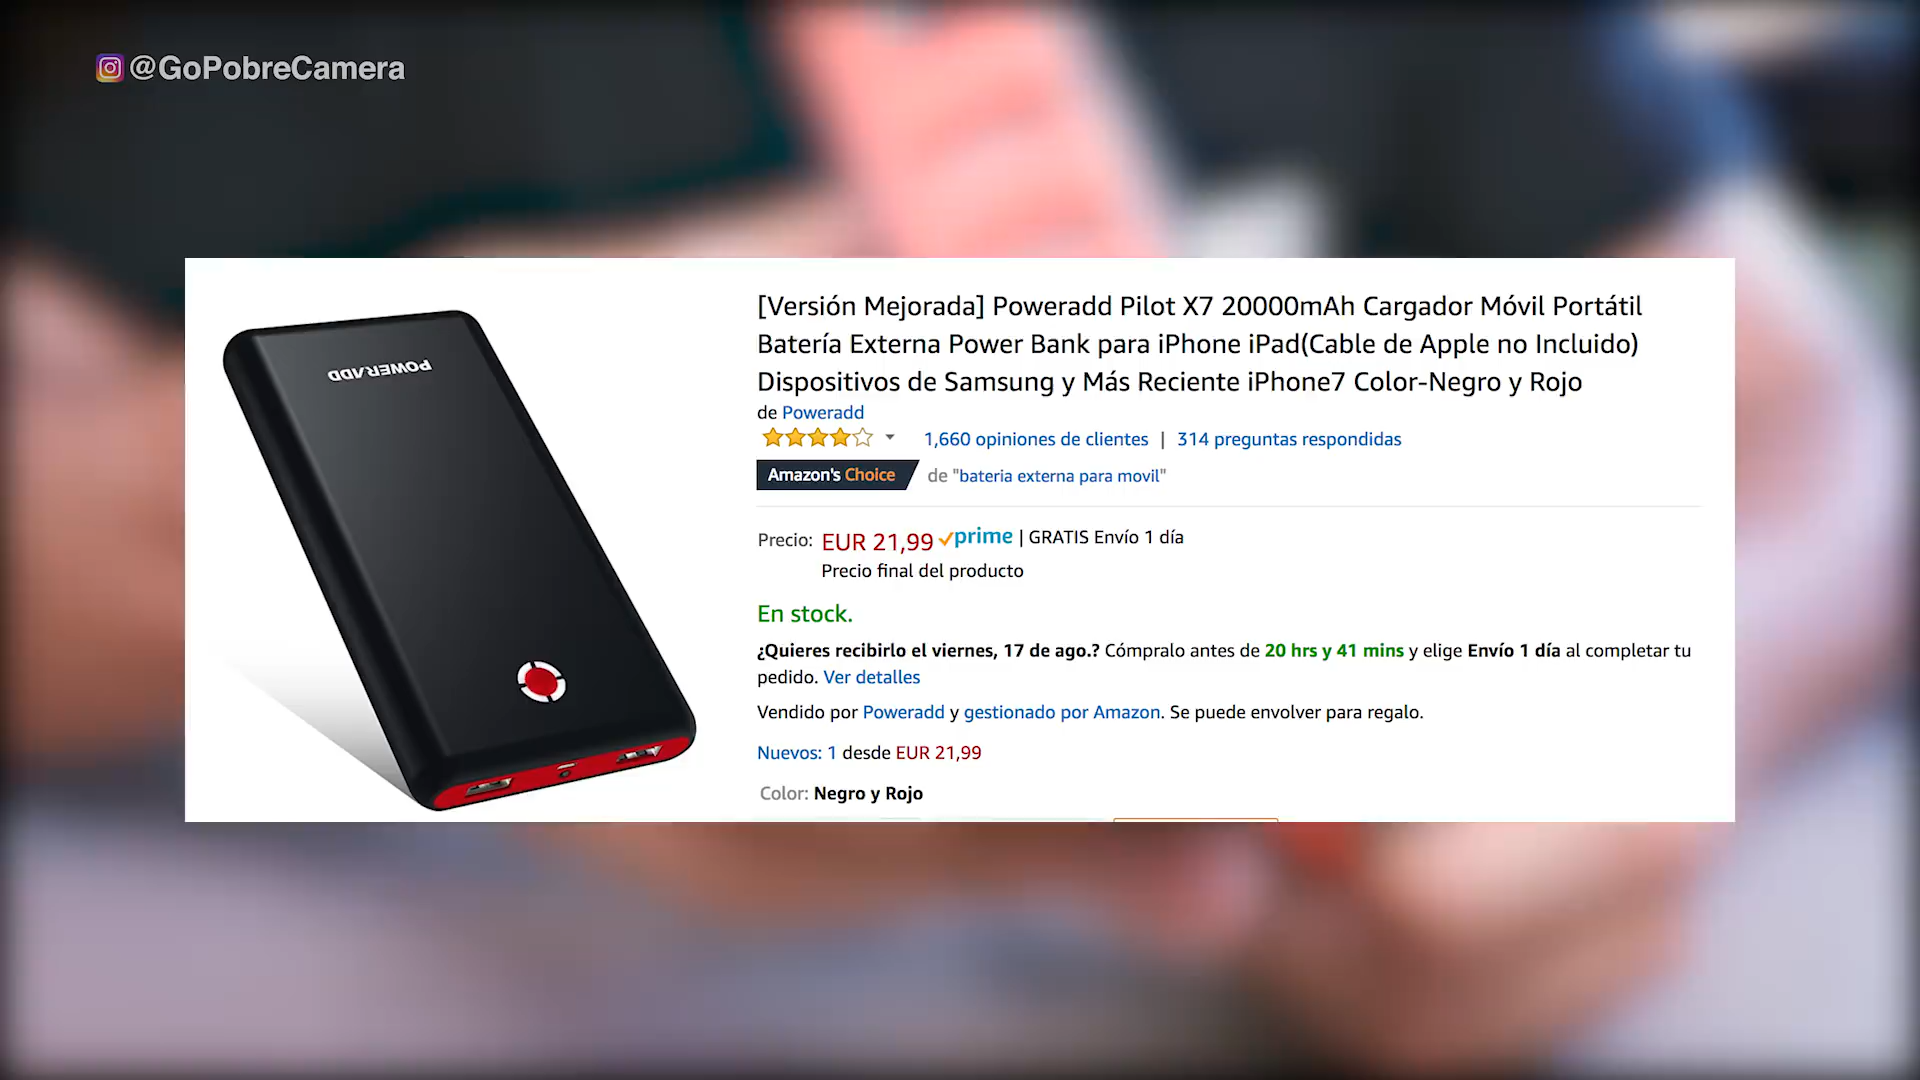 @GoPobreCamera
[Versión Mejorada] Poweradd Pilot X7 20000mAh Cargador Móvil Portátil
Batería Externa Power Bank para iPhone iPad(Cable de Apple no Incluido)
Dispositivos de Samsung y Más Reciente iPhone7 Color-Negro y Rojo
de Poweradd
1,660 opiniones de clientes | 314 preguntas respondidas
Amazon's Choice de "bateria externa para movil"
Precio: EUR 21,99 prime | GRATIS Envío 1 día
Precio final del producto
En stock.
¿Quieres recibirlo el viernes, 17 de ago.? Cómpralo antes de 20 hrs y 41 mins y elige Envío 1 día al completar tu
pedido. Ver detalles
Vendido por Poweradd y gestionado por Amazon. Se puede envolver para regalo.
Nuevos: 1 desde EUR 21,99
Color: Negro y Rojo
POWERADD